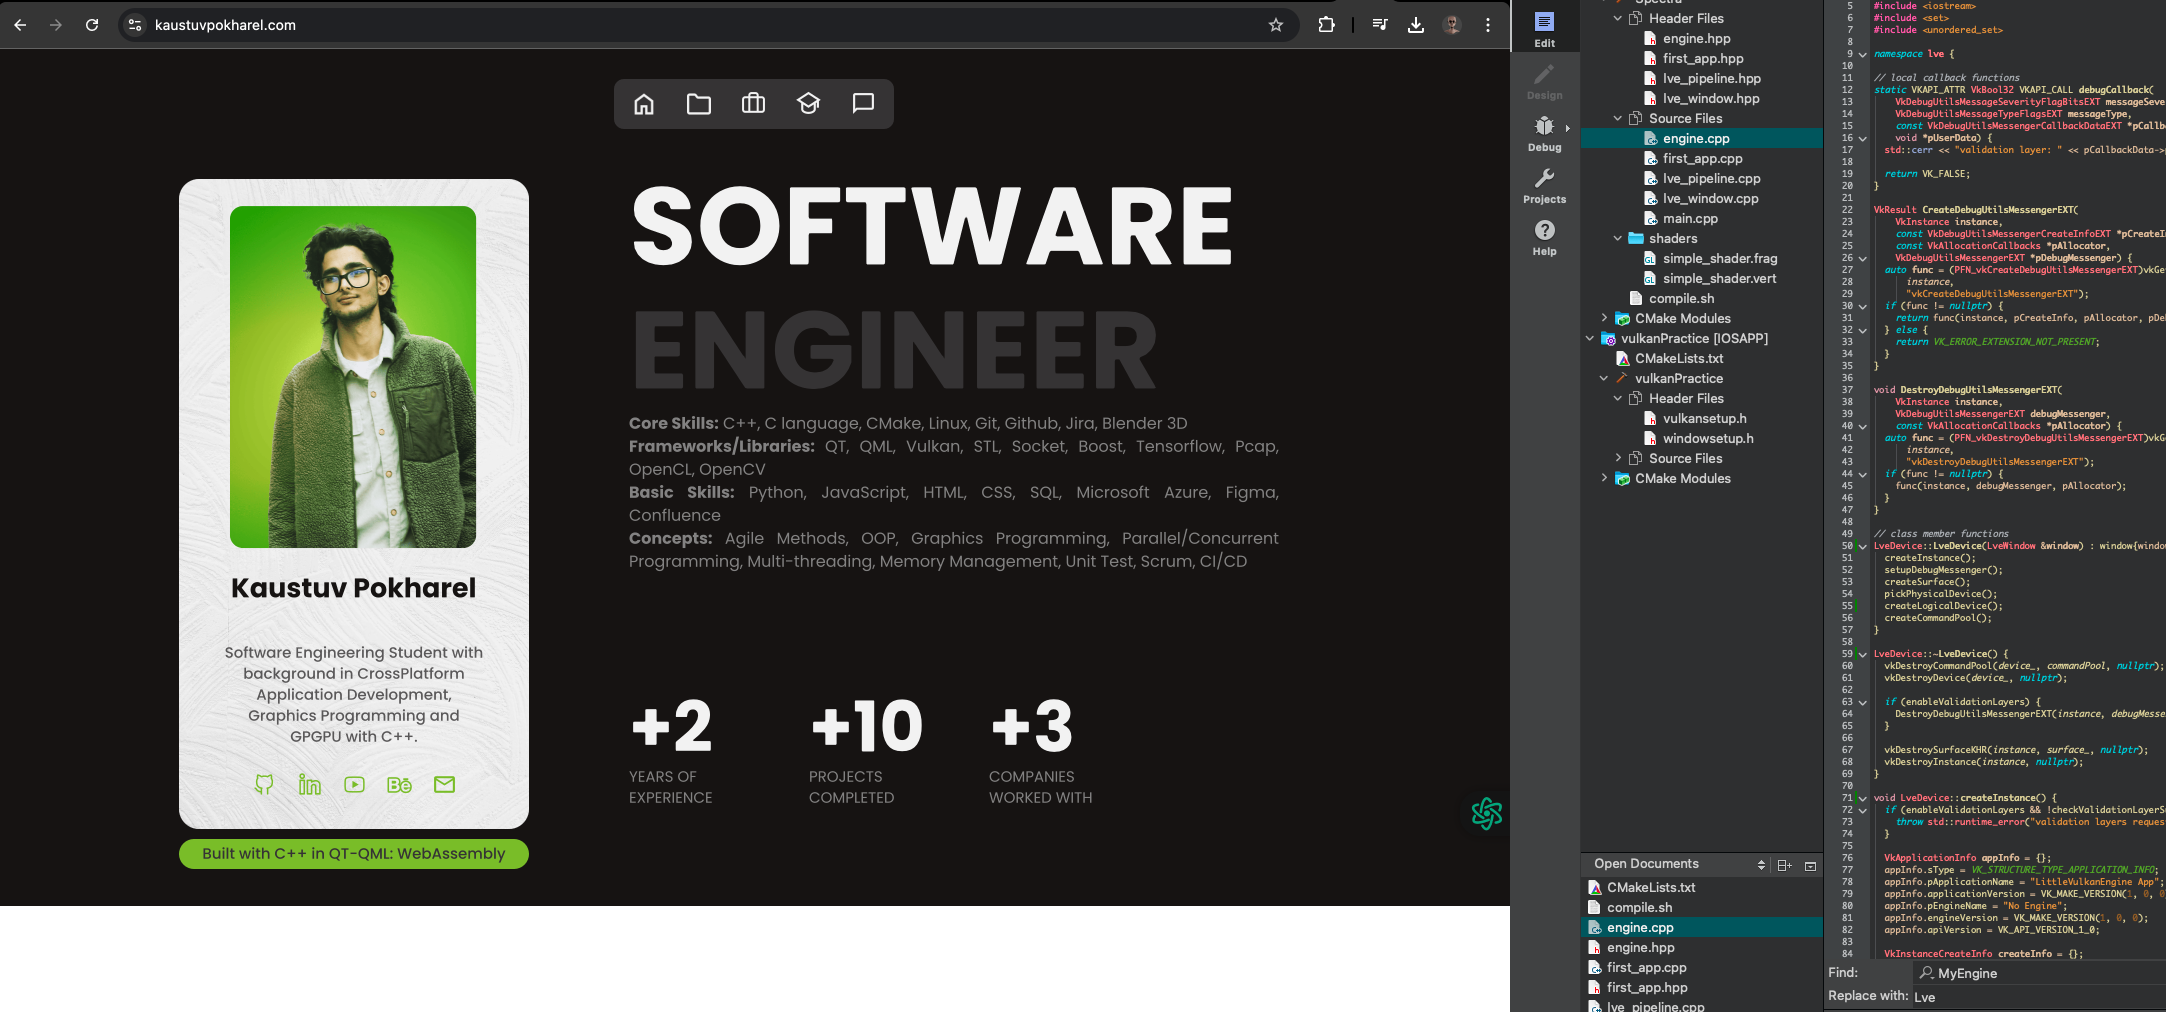 kaustuvpokharel.com
SOFTWARE
ENGINEER
Core Skills: C++, C language, CMake, Linux, Git, Github, Jira, Blender 3D
Frameworks/Libraries: QT, QML, Vulkan, STL, Socket, Boost, Tensorflow, Pcap,
OpenCL, OpenCV
Basic Skills: Python, JavaScript, HTML, CSS, SQL, Microsoft Azure, Figma,
Confluence
Concepts: Agile Methods, OOP, Graphics Programming, Parallel/Concurrent
Programming, Multi-threading, Memory Management, Unit Test, Scrum, CI/CD
Kaustuv Pokharel
Software Engineering Student with
background in CrossPlatform
Application Development,
Graphics Programming and
GPGPU with C++.
Bē
Built with C++ in QT-QML: WebAssembly
+2
YEARS OF
EXPERIENCE
+10
PROJECTS
COMPLETED
+3
COMPANIES
WORKED WITH
Edit
Design
Debug
Projects
Help
Spectra
Header Files
engine.hpp
first_app.hpp
lve_pipeline.hpp
lve_window.hpp
Source Files
engine.cpp
first_app.cpp
lve_pipeline.cpp
lve_window.cpp
main.cpp
shaders
simple_shader.frag
simple_shader.vert
compile.sh
CMake Modules
vulkanPractice [IOSAPP]
CMakeLists.txt
vulkanPractice
Header Files
vulkansetup.h
windowsetup.h
Source Files
CMake Modules
Open Documents
CMakeLists.txt
compile.sh
engine.cpp
engine.hpp
first_app.cpp
first_app.hpp
lve_pipeline.cpp
5 #include <iostream>
6 #include <set>
7 #include <unordered_set>
8
9 namespace lve {
10
11 // local callback functions
12 static VKAPI_ATTR VkBool32 VKAPI_CALL debugCallback(
13 VkDebugUtilsMessageSeverityFlagBitsEXT messageSeve
14 VkDebugUtilsMessageTypeFlagsEXT messageType,
15 const VkDebugUtilsMessengerCallbackDataEXT *pCallb
16 void *pUserData) {
17 std::cerr << "validation layer: " << pCallbackData->
18
19 return VK_FALSE;
20 }
21
22 VkResult CreateDebugUtilsMessengerEXT(
23 VkInstance instance,
24 const VkDebugUtilsMessengerCreateInfoEXT *pCreateI
25 const VkAllocationCallbacks *pAllocator,
26 VkDebugUtilsMessengerEXT *pDebugMessenger) {
27 auto func = (PFN_vkCreateDebugUtilsMessengerEXT)vkGe
28 instance,
29 "vkCreateDebugUtilsMessengerEXT");
30 if (func != nullptr) {
31 return func(instance, pCreateInfo, pAllocator, pDe
32 } else {
33 return VK_ERROR_EXTENSION_NOT_PRESENT;
34 }
35 }
36
37 void DestroyDebugUtilsMessengerEXT(
38 VkInstance instance,
39 VkDebugUtilsMessengerEXT debugMessenger,
40 const VkAllocationCallbacks *pAllocator) {
41 auto func = (PFN_vkDestroyDebugUtilsMessengerEXT)vkG
42 instance,
43 "vkDestroyDebugUtilsMessengerEXT");
44 if (func != nullptr) {
45 func(instance, debugMessenger, pAllocator);
46 }
47 }
48
49 // class member functions
50 LveDevice::LveDevice(LveWindow &window) : window{windo
51 createInstance();
52 setupDebugMessenger();
53 createSurface();
54 pickPhysicalDevice();
55 createLogicalDevice();
56 createCommandPool();
57 }
58
59 LveDevice::~LveDevice() {
60 vkDestroyCommandPool(device_, commandPool, nullptr);
61 vkDestroyDevice(device_, nullptr);
62
63 if (enableValidationLayers) {
64 DestroyDebugUtilsMessengerEXT(instance, debugMesse
65 }
66
67 vkDestroySurfaceKHR(instance, surface_, nullptr);
68 vkDestroyInstance(instance, nullptr);
69 }
70
71 void LveDevice::createInstance() {
72 if (enableValidationLayers && !checkValidationLayerS
73 throw std::runtime_error("validation layers reques
74 }
75
76 VkApplicationInfo appInfo = {};
77 appInfo.sType = VK_STRUCTURE_TYPE_APPLICATION_INFO;
78 appInfo.pApplicationName = "LittleVulkanEngine App";
79 appInfo.applicationVersion = VK_MAKE_VERSION(1, 0, 0
80 appInfo.pEngineName = "No Engine";
81 appInfo.engineVersion = VK_MAKE_VERSION(1, 0, 0);
82 appInfo.apiVersion = VK_API_VERSION_1_0;
83
84 VkInstanceCreateInfo createInfo = {};
Find: MyEngine
Replace with: Lve